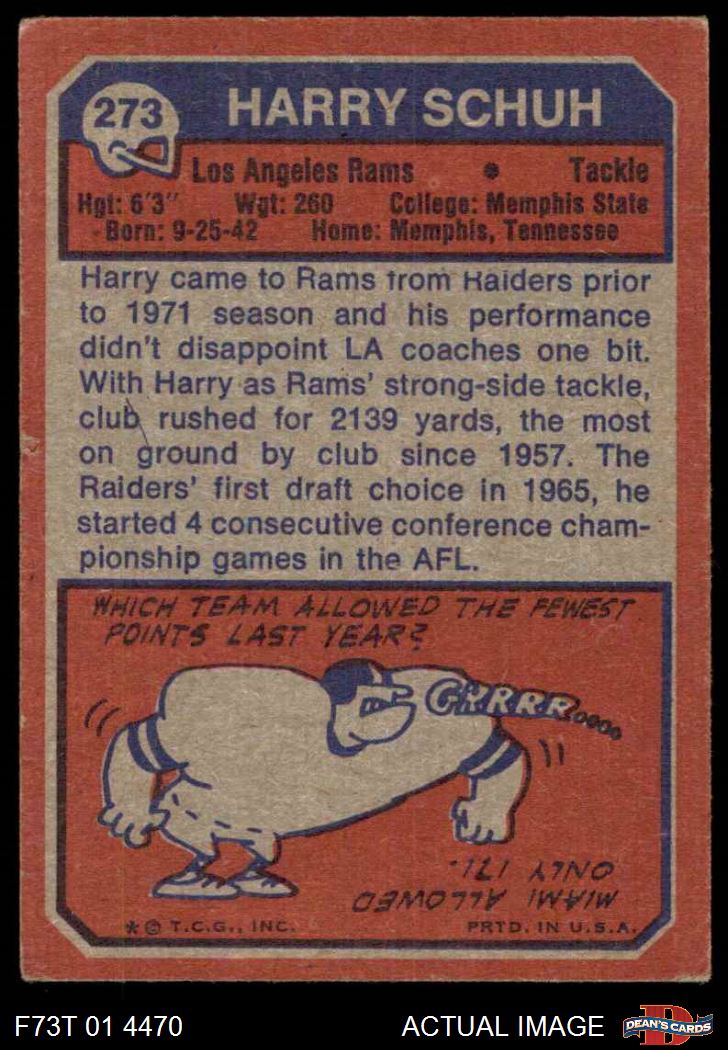 273 HARRY SCHUH
Los Angeles Rams • Tackle
Hgt: 6'3" Wgt: 260 College: Memphis State
Born: 9-25-42 Home: Memphis, Tennessee
Harry came to Rams from Raiders prior
to 1971 season and his performance
didn't disappoint LA coaches one bit.
With Harry as Rams' strong-side tackle,
club rushed for 2139 yards, the most
on ground by club since 1957. The
Raiders' first draft choice in 1965, he
started 4 consecutive conference cham-
pionship games in the AFL.
WHICH TEAM ALLOWED THE FEWEST
POINTS LAST YEAR?
GRRRR.....
MIAMI ALLOWED
ONLY 171.
* © T.C.G., INC. PRTD. IN U.S.A.
F73T 01 4470 ACTUAL IMAGE D DEAN'S CARDS